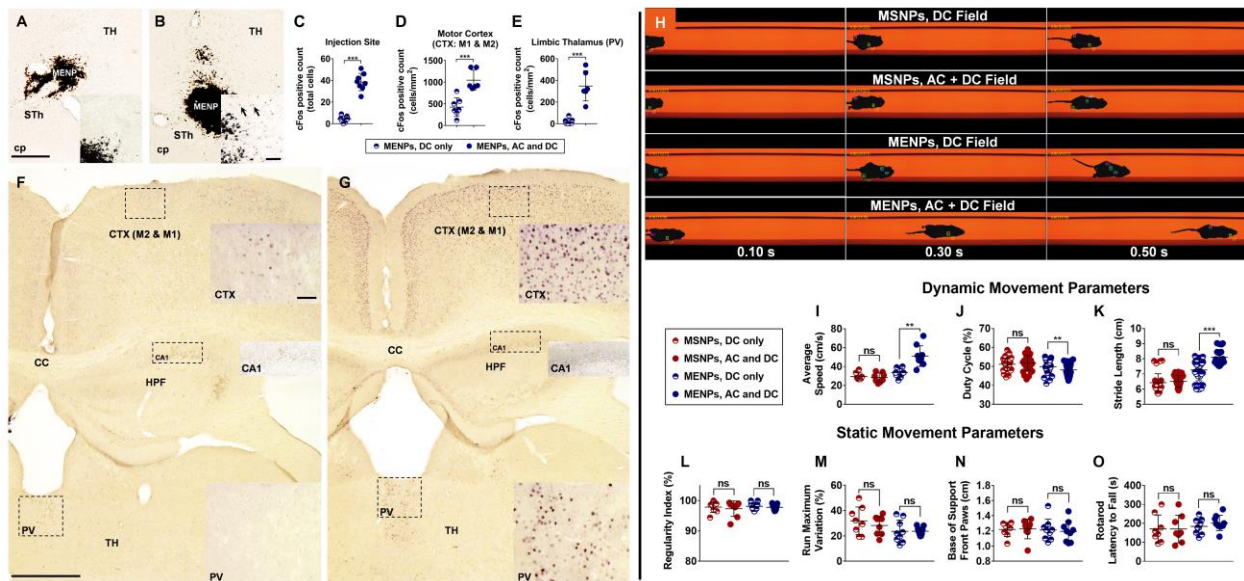 A
TH
MENP
STh
cp
B
TH
MENP
STh
cp
C
Injection Site
***
cFos positive count
(total cells)
60
40
20
0
D
Motor Cortex
(CTX: M1 & M2)
***
cFos positive count
(cells/mm²)
1500
1000
500
0
E
Limbic Thalamus (PV)
***
cFos positive count
(cells/mm²)
600
400
200
0
MENPs, DC only
MENPs, AC and DC
F
CTX (M2 & M1)
CTX
CC
CA1
CA1
HPF
PV
TH
PV
G
CTX (M2 & M1)
CTX
CC
CA1
CA1
HPF
PV
TH
PV
H
MSNPs, DC Field
MSNPs, AC + DC Field
MENPs, DC Field
MENPs, AC + DC Field
0.10 s
0.30 s
0.50 s
Dynamic Movement Parameters
MSNPs, DC only
MSNPs, AC and DC
MENPs, DC only
MENPs, AC and DC
I
Average
Speed (cm/s)
100
80
60
40
20
0
ns
**
J
Duty Cycle (%)
70
60
50
40
30
ns
**
K
Stride Length (cm)
9
8
7
6
5
ns
***
Static Movement Parameters
L
Regularity Index (%)
100
95
90
ns
ns
M
Run Maximum
Variation (%)
60
40
20
0
ns
ns
N
Base of Support
Front Paws (cm)
1.8
1.6
1.4
1.2
1.0
0.8
ns
ns
O
Rotarod
Latency to Fall (s)
400
300
200
100
0
ns
ns